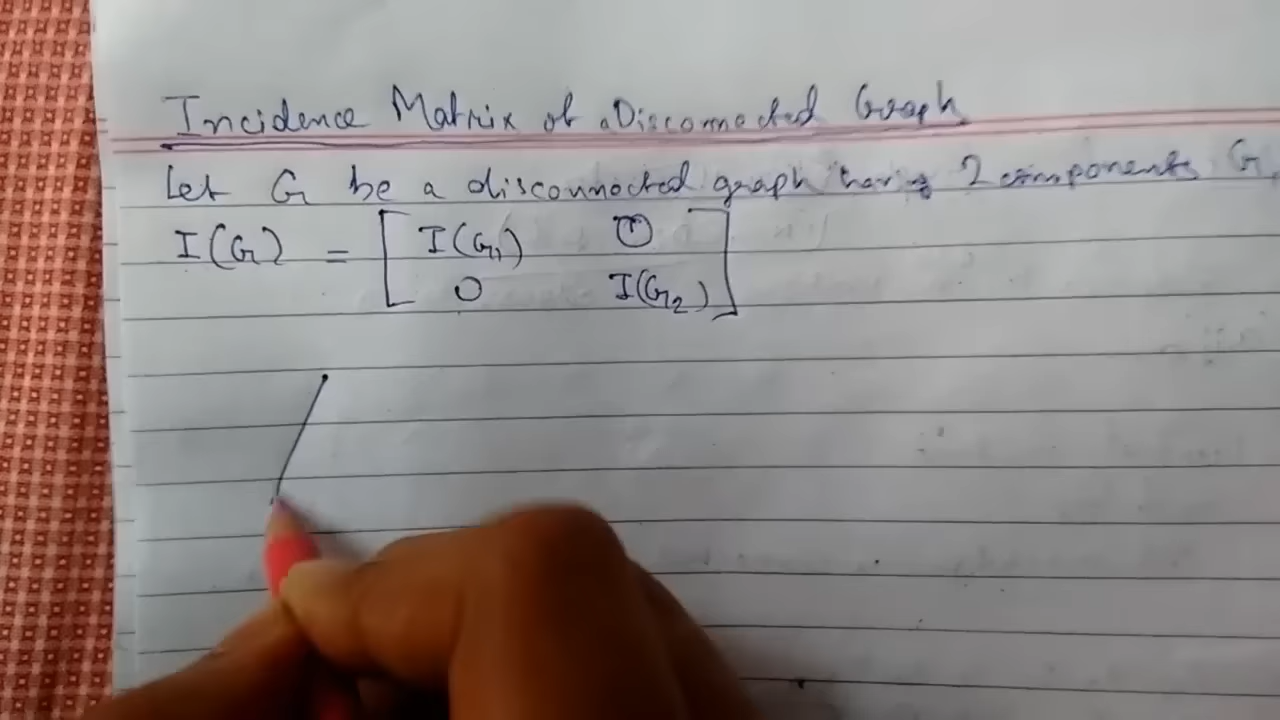 Incidence Matrix of a Disconnected Graph
Let G be a disconnected graph having 2 components G
I(G) = [ I(G₁) 0
0 I(G₂) ]